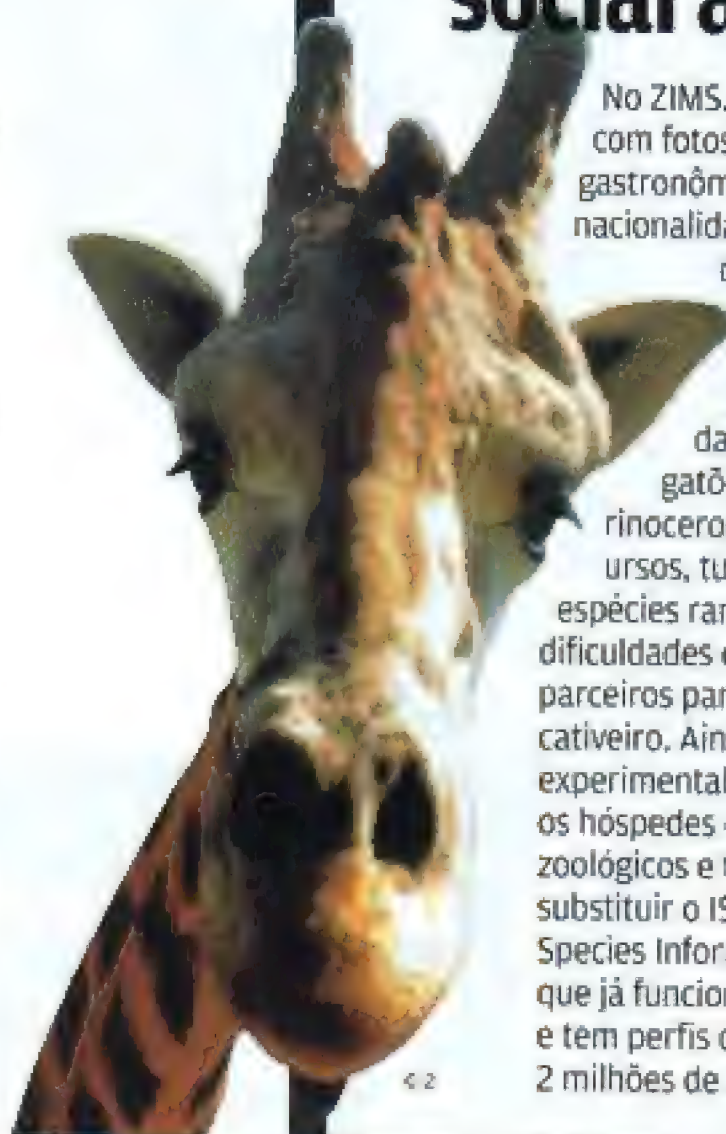 social a
No ZIMS,
com fotos
gastronôm
nacionalida
da
gatõ
rinocero
ursos, tu
espécies rar
dificuldades
parceiros par
cativeiro. Ain
experimental
os hóspedes
zoológicos e
substituir o IS
Species Infor
que já funcion
e tem perfis
2 milhões de